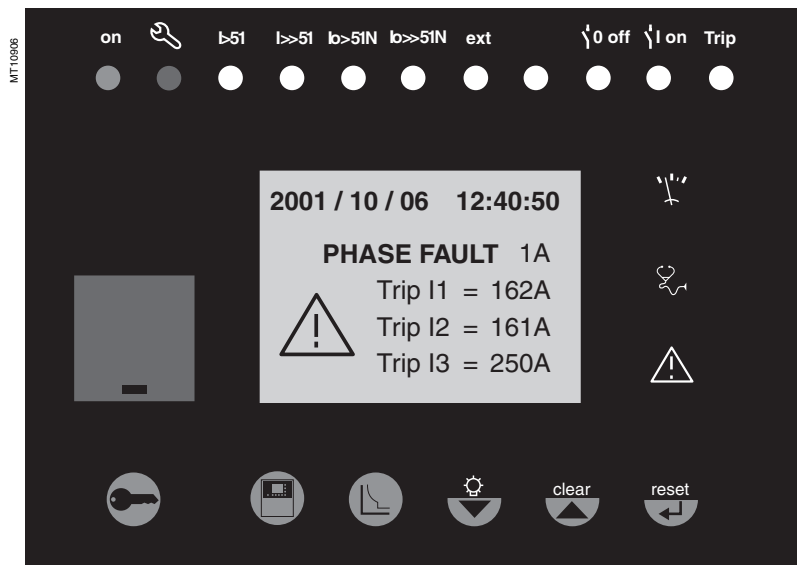 MT10906
on I>51 I>>51 Io>51N Io>>51N ext 0 off I on Trip
2001 / 10 / 06 12:40:50
PHASE FAULT 1A
Trip I1 = 162A
Trip I2 = 161A
Trip I3 = 250A
clear reset